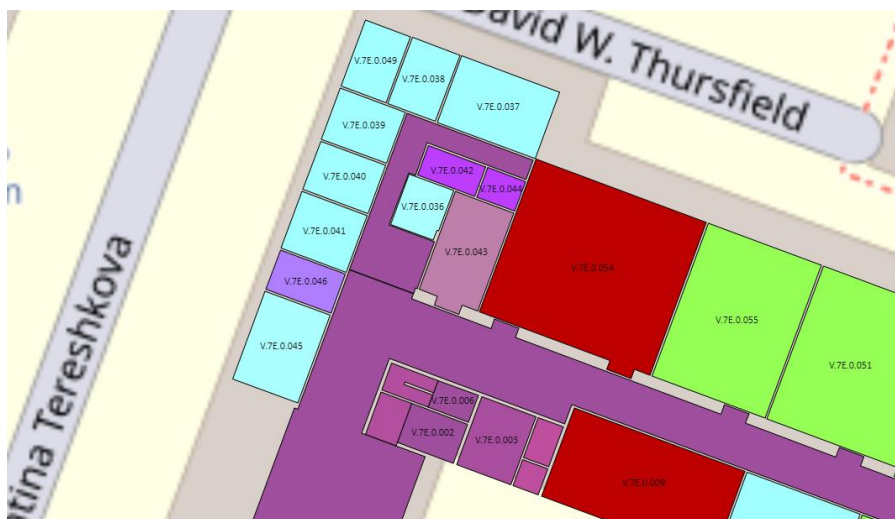 David W. Thursfield
V.7E.0.049
V.7E.0.038
V.7E.0.037
V.7E.0.039
V.7E.0.042
V.7E.0.040
V.7E.0.044
V.7E.0.036
V.7E.0.041
V.7E.0.043
V.7E.0.054
V.7E.0.046
V.7E.0.055
V.7E.0.045
V.7E.0.051
V.7E.0.006
V.7E.0.002
V.7E.0.003
V.7E.0.009
tina Tereshkova